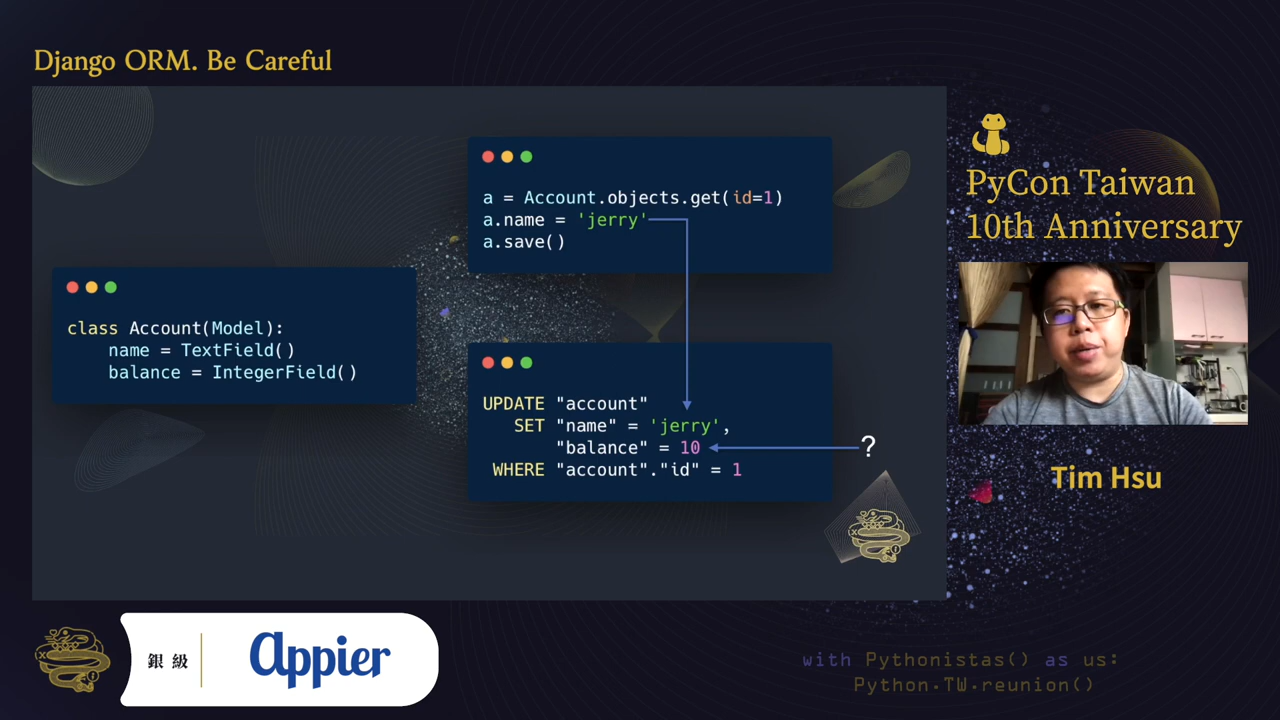 Django ORM. Be Careful
class Account(Model):
    name = TextField()
    balance = IntegerField()
a = Account.objects.get(id=1)
a.name = 'jerry'
a.save()
UPDATE "account"
   SET "name" = 'jerry',
       "balance" = 10
 WHERE "account"."id" = 1
?
PyCon Taiwan
10th Anniversary
Tim Hsu
銀級
Appier
with Pythonistas() as us:
Python.TW.reunion()